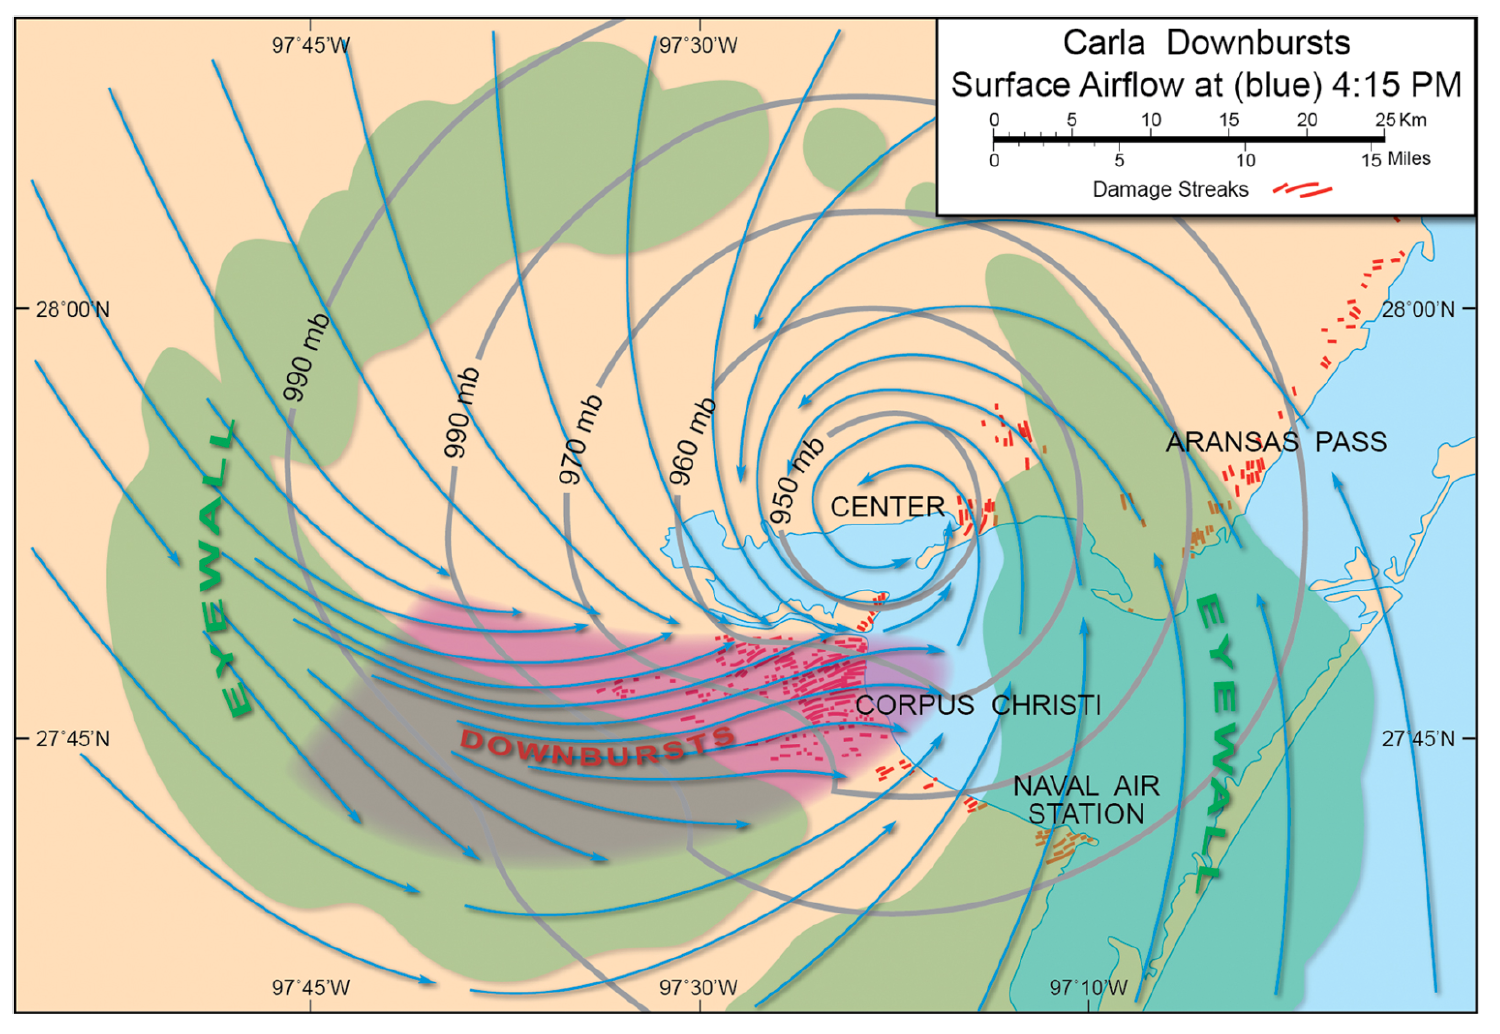 97°45'W
97°30'W
Carla Downbursts
Surface Airflow at (blue) 4:15 PM
0 5 10 15 20 25 Km
0 5 10 15 Miles
Damage Streaks
28°00'N
28°00'N
990 mb
990 mb
970 mb
960 mb
950 mb
CENTER
ARANSAS PASS
EYEWALL
EYEWALL
CORPUS CHRISTI
DOWNBURSTS
27°45'N
27°45'N
NAVAL AIR
STATION
97°45'W
97°30'W
97°10'W